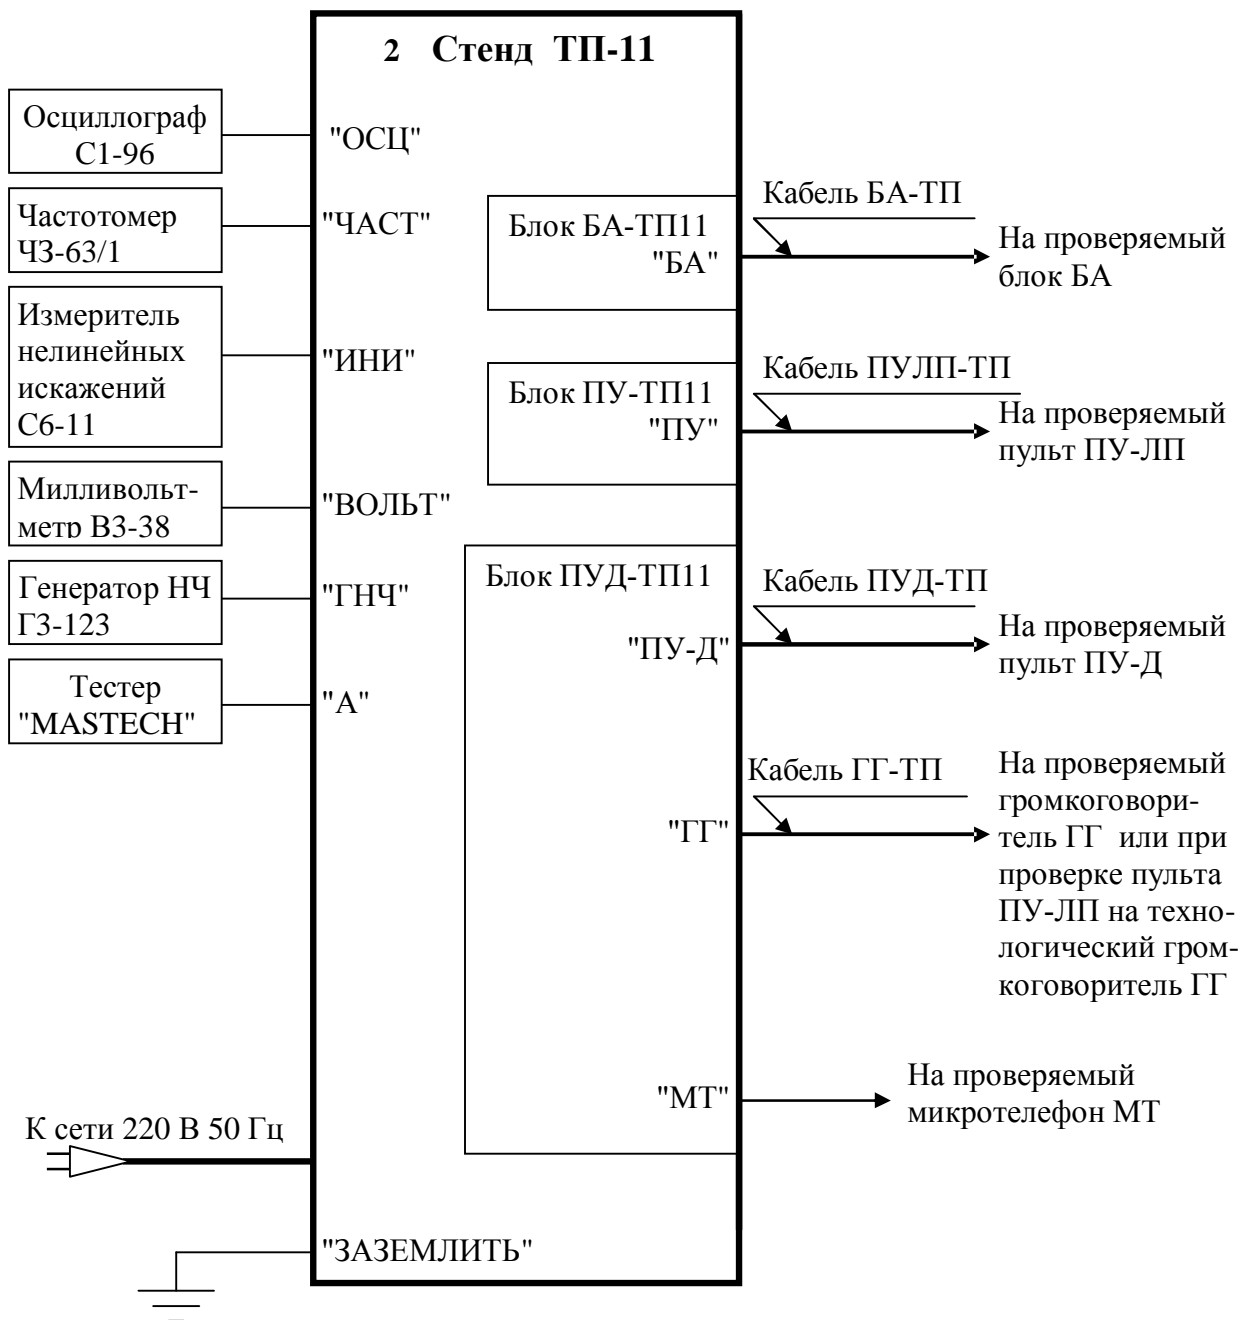 2 Стенд ТП-11
Осциллограф
С1-96
"ОСЦ"
Частотомер
ЧЗ-63/1
"ЧАСТ"
Измеритель
нелинейных
искажений
С6-11
"ИНИ"
Милливольт-
метр В3-38
"ВОЛЬТ"
Генератор НЧ
Г3-123
"ГНЧ"
Тестер
"MASTECH"
"А"
К сети 220 В 50 Гц
"ЗАЗЕМЛИТЬ"
Блок БА-ТП11
"БА"
Кабель БА-ТП
На проверяемый
блок БА
Блок ПУ-ТП11
"ПУ"
Кабель ПУЛП-ТП
На проверяемый
пульт ПУ-ЛП
Блок ПУД-ТП11
"ПУ-Д"
Кабель ПУД-ТП
На проверяемый
пульт ПУ-Д
"ГГ"
Кабель ГГ-ТП
На проверяемый
громкоговори-
тель ГГ или при
проверке пульта
ПУ-ЛП на техно-
логический гром-
коговоритель ГГ
"МТ"
На проверяемый
микротелефон МТ